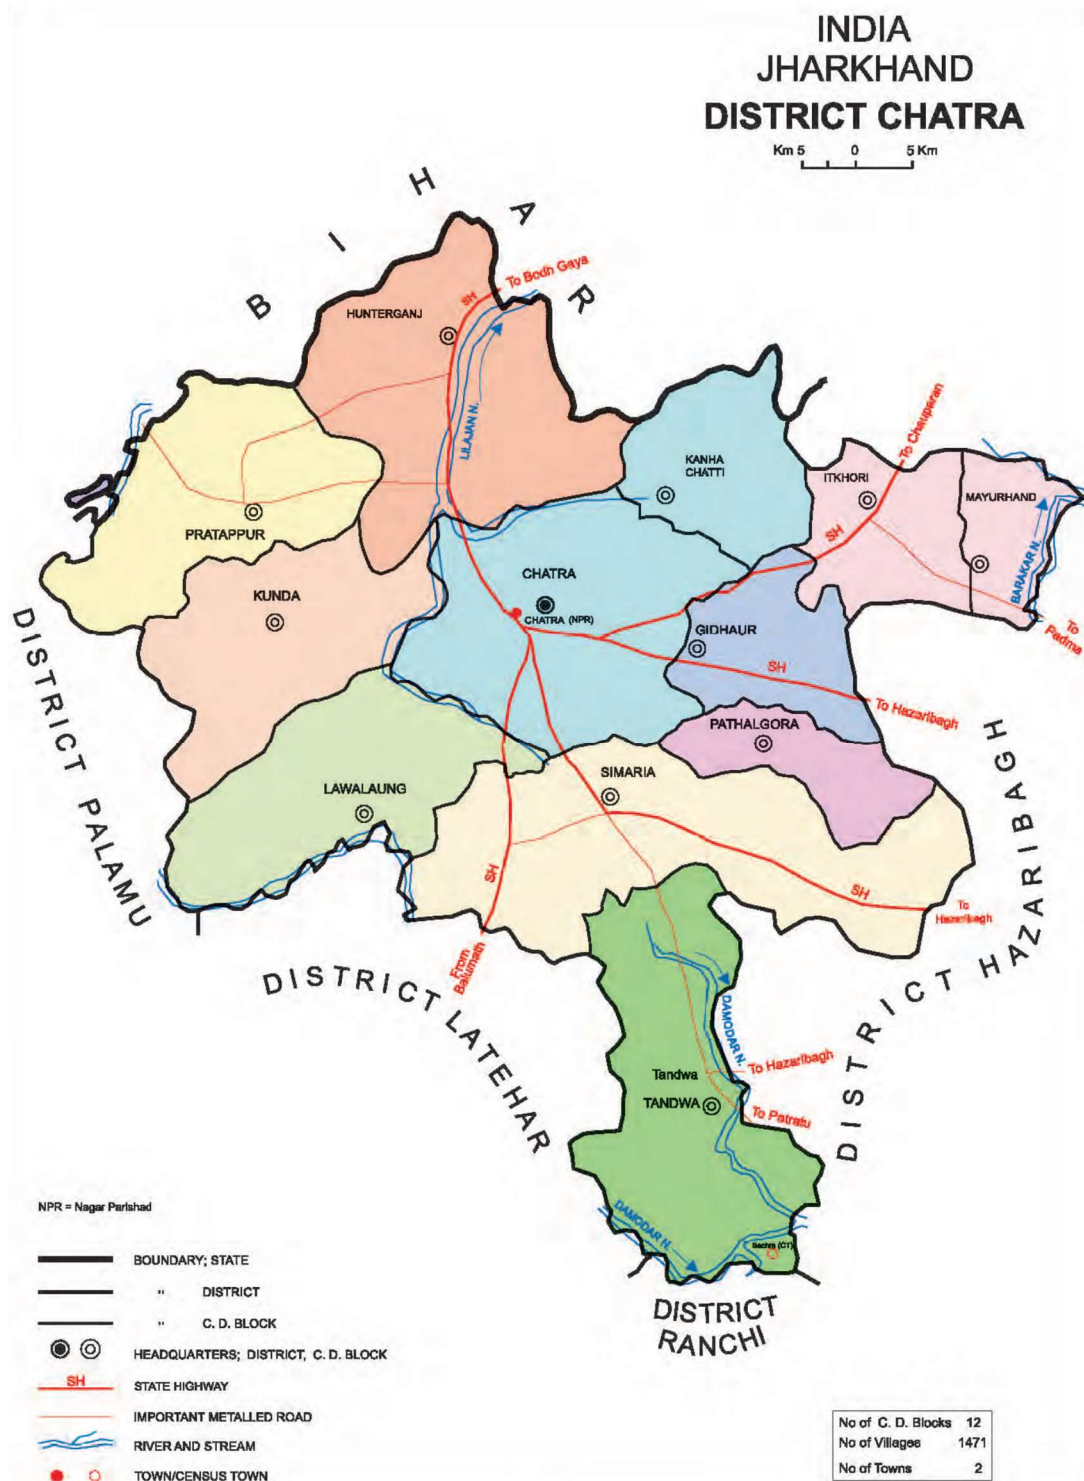 INDIA
JHARKHAND
DISTRICT CHATRA
Km 5 0 5 Km
B I H A R
To Bodh Gaya
SH
HUNTERGANJ
LILAJAN N.
KANHA
CHATTI
To Chauparan
ITKHORI
MAYURHAND
BARAKAR N.
SH
To
Padma
PRATAPPUR
KUNDA
CHATRA
CHATRA (NPR)
GIDHAUR
SH
To Hazaribagh
PATHALGORA
LAWALAUNG
SIMARIA
SH
SH
To
Hazaribagh
From
Balumath
DISTRICT PALAMU
DISTRICT LATEHAR
DISTRICT HAZARIBAGH
DAMODAR N.
To Hazaribagh
Tandwa
TANDWA
To Patratu
DAMODAR N.
Bachra (CT)
DISTRICT
RANCHI
NPR = Nagar Parishad
BOUNDARY; STATE
" DISTRICT
" C. D. BLOCK
HEADQUARTERS; DISTRICT, C. D. BLOCK
SH STATE HIGHWAY
IMPORTANT METALLED ROAD
RIVER AND STREAM
TOWN/CENSUS TOWN
No of C. D. Blocks 12
No of Villages 1471
No of Towns 2